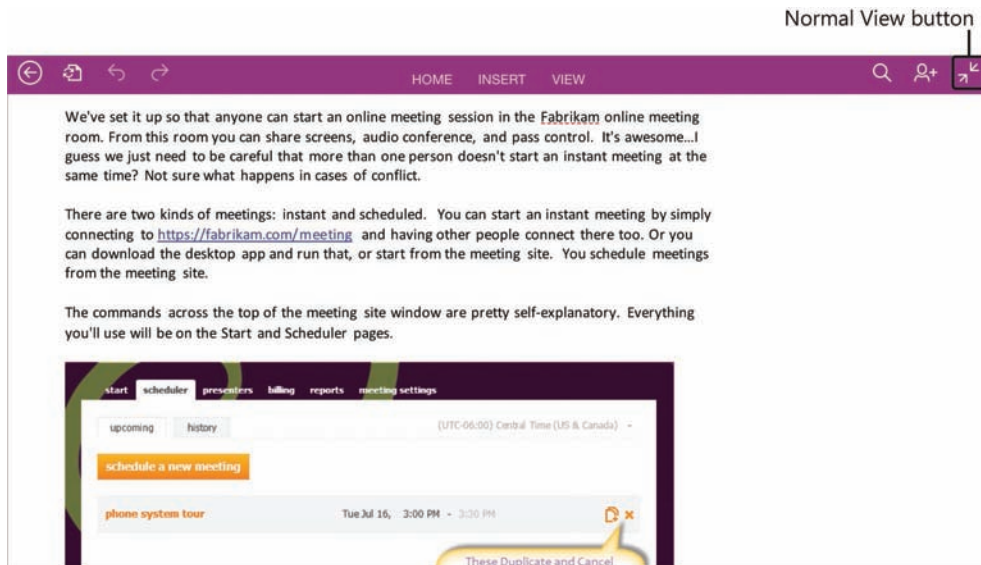 Normal View button
HOME INSERT VIEW
We've set it up so that anyone can start an online meeting session in the Fabrikam online meeting
room. From this room you can share screens, audio conference, and pass control. It's awesome...I
guess we just need to be careful that more than one person doesn't start an instant meeting at the
same time? Not sure what happens in cases of conflict.
There are two kinds of meetings: instant and scheduled. You can start an instant meeting by simply
connecting to https://fabrikam.com/meeting and having other people connect there too. Or you
can download the desktop app and run that, or start from the meeting site. You schedule meetings
from the meeting site.
The commands across the top of the meeting site window are pretty self-explanatory. Everything
you'll use will be on the Start and Scheduler pages.
start scheduler presenters billing reports meeting settings
upcoming history (UTC-06:00) Central Time (US & Canada)
schedule a new meeting
phone system tour Tue Jul 16, 3:00 PM - 3:30 PM
These Duplicate and Cancel